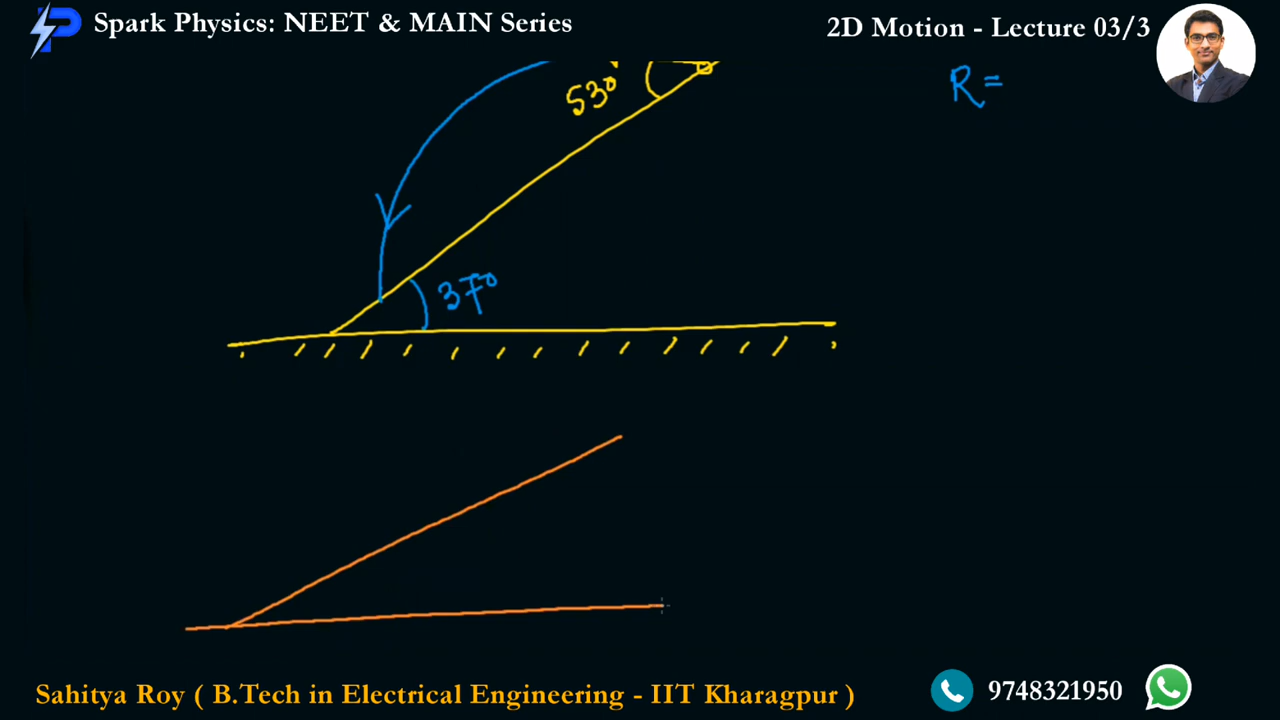 Spark Physics: NEET & MAIN Series
2D Motion - Lecture 03/3
53°
R =
37°
Sahitya Roy ( B.Tech in Electrical Engineering - IIT Kharagpur )
9748321950